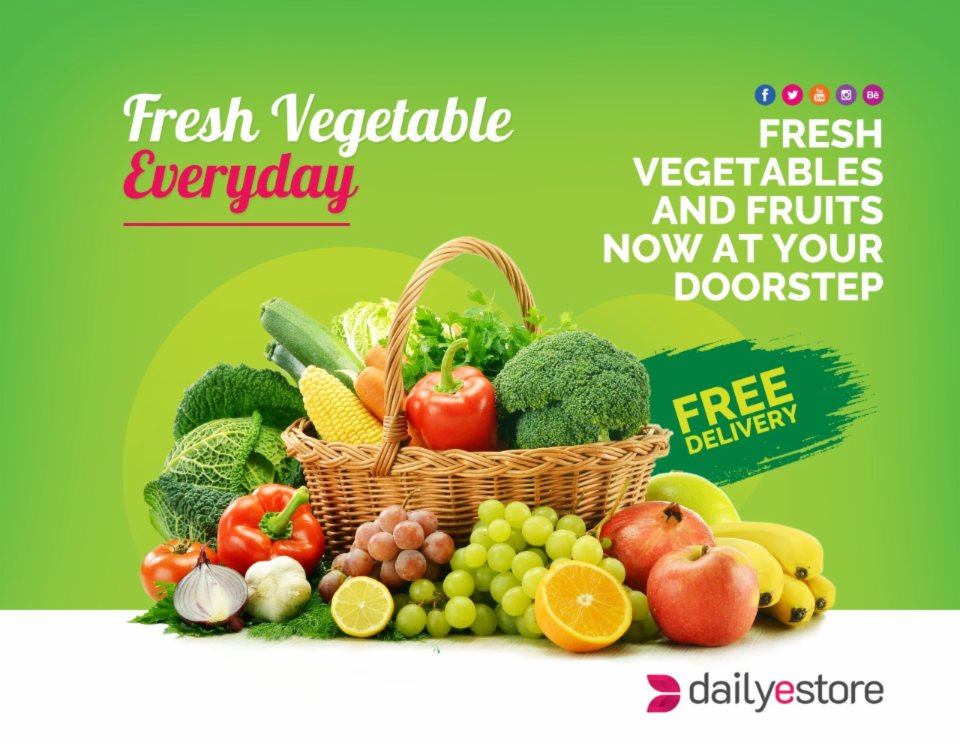 Fresh Vegetable
Everyday
FRESH
VEGETABLES
AND FRUITS
NOW AT YOUR
DOORSTEP
FREE
DELIVERY
dailyestore